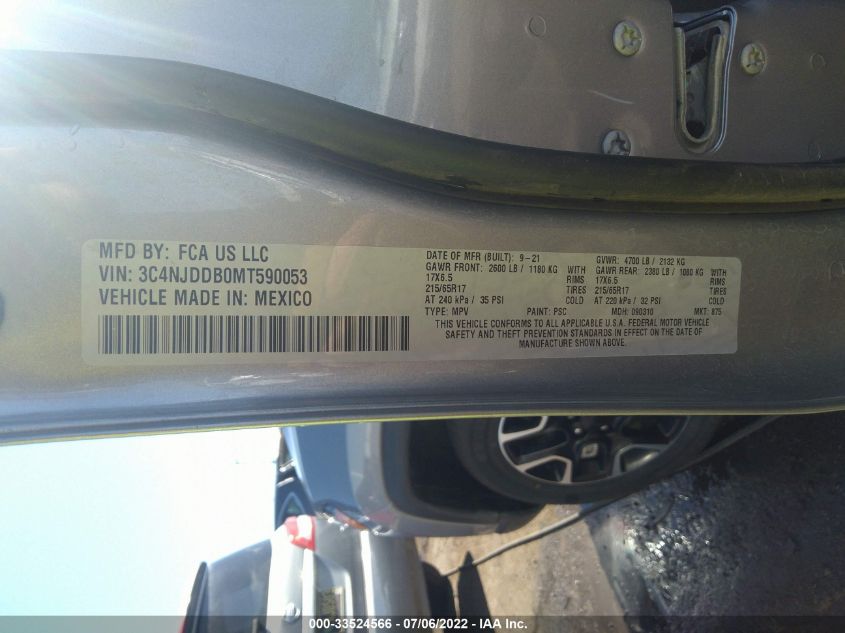 MFD BY: FCA US LLC
VIN: 3C4NJDDB0MT590053
VEHICLE MADE IN: MEXICO
DATE OF MFR (BUILT): 9-21 GVWR: 4700 LB / 2132 KG
GAWR FRONT: 2600 LB / 1180 KG WITH GAWR REAR: 2380 LB / 1080 KG WITH
17X6.5 RIMS 17X6.5 RIMS
215/65R17 TIRES 215/65R17 TIRES
AT 240 kPa / 35 PSI COLD AT 220 kPa / 32 PSI COLD
TYPE: MPV PAINT: PSC MDH: 090310 MKT: 875
THIS VEHICLE CONFORMS TO ALL APPLICABLE U.S.A. FEDERAL MOTOR VEHICLE
SAFETY AND THEFT PREVENTION STANDARDS IN EFFECT ON THE DATE OF
MANUFACTURE SHOWN ABOVE.
000-33524566 - 07/06/2022 - IAA Inc.